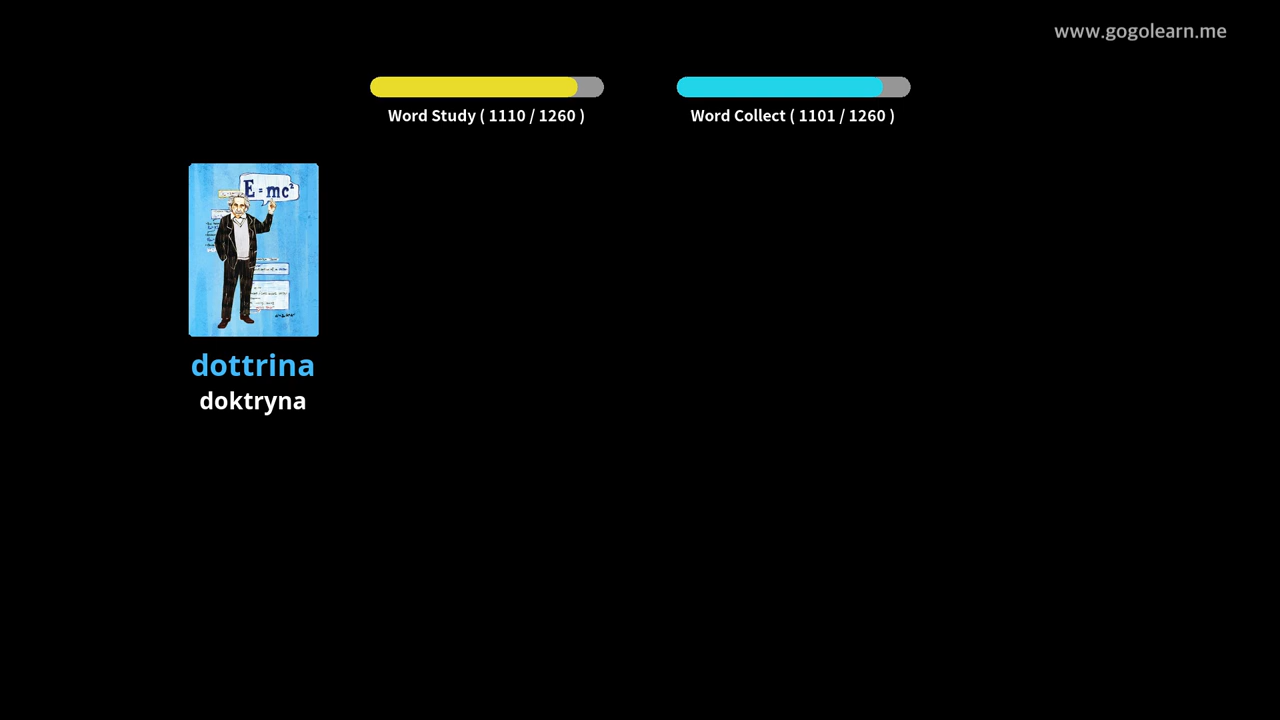 www.gogolearn.me
Word Study ( 1110 / 1260 )
Word Collect ( 1101 / 1260 )
E = mc²
dottrina
doktryna